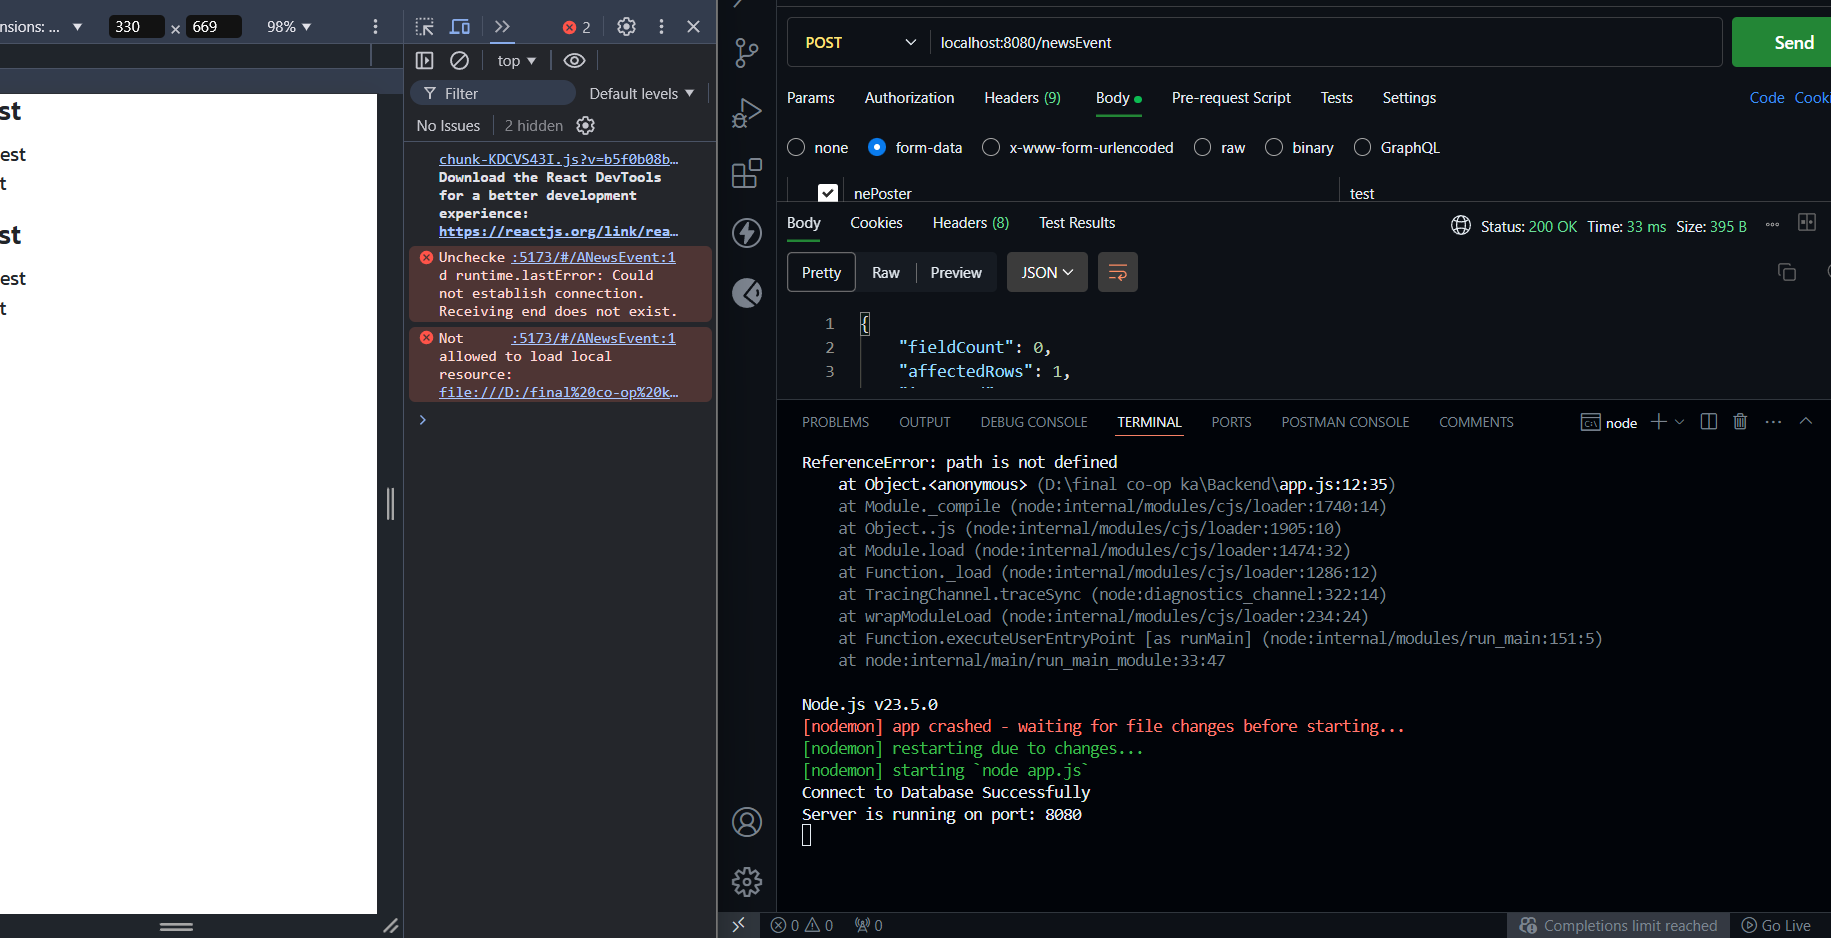 nsions: ...
330
×
669
98%
st
est
t
st
est
t
2
top
Filter
Default levels
No Issues
2 hidden
chunk-KDCVS43I.js?v=b5f0b08b…
Download the React DevTools
for a better development
experience:
https://reactjs.org/link/rea…
Unchecke :5173/#/ANewsEvent:1
d runtime.lastError: Could
not establish connection.
Receiving end does not exist.
Not :5173/#/ANewsEvent:1
allowed to load local
resource:
file:///D:/final%20co-op%20k…
POST
localhost:8080/newsEvent
Send
Params
Authorization
Headers (9)
Body
Pre-request Script
Tests
Settings
Code
Cooki
none
form-data
x-www-form-urlencoded
raw
binary
GraphQL
nePoster
test
Body
Cookies
Headers (8)
Test Results
Status: 200 OK Time: 33 ms Size: 395 B
Pretty
Raw
Preview
JSON
1 {
2 "fieldCount": 0,
3 "affectedRows": 1,
PROBLEMS
OUTPUT
DEBUG CONSOLE
TERMINAL
PORTS
POSTMAN CONSOLE
COMMENTS
node
ReferenceError: path is not defined
at Object.<anonymous> (D:\final co-op ka\Backend\app.js:12:35)
at Module._compile (node:internal/modules/cjs/loader:1740:14)
at Object..js (node:internal/modules/cjs/loader:1905:10)
at Module.load (node:internal/modules/cjs/loader:1474:32)
at Function._load (node:internal/modules/cjs/loader:1286:12)
at TracingChannel.traceSync (node:diagnostics_channel:322:14)
at wrapModuleLoad (node:internal/modules/cjs/loader:234:24)
at Function.executeUserEntryPoint [as runMain] (node:internal/modules/run_main:151:5)
at node:internal/main/run_main_module:33:47
Node.js v23.5.0
[nodemon] app crashed - waiting for file changes before starting...
[nodemon] restarting due to changes...
[nodemon] starting `node app.js`
Connect to Database Successfully
Server is running on port: 8080
0
0
0
Completions limit reached
Go Live